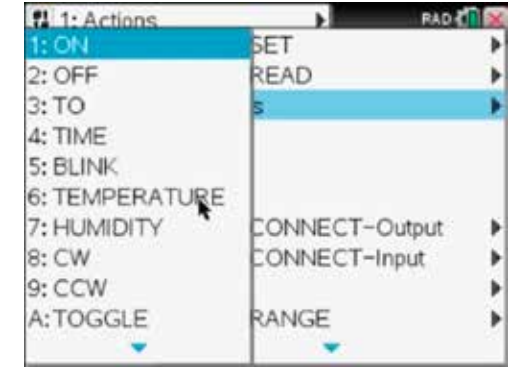 1: Actions
RAD
1: ON
2: OFF
3: TO
4: TIME
5: BLINK
6: TEMPERATURE
7: HUMIDITY
8: CW
9: CCW
A: TOGGLE
SET
READ
s
CONNECT-Output
CONNECT-Input
RANGE